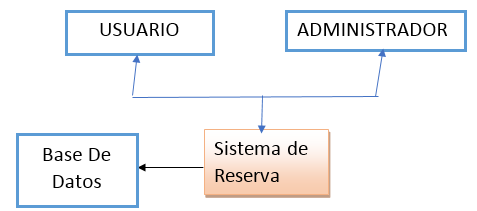 USUARIO
ADMINISTRADOR
Base De
Datos
Sistema de
Reserva